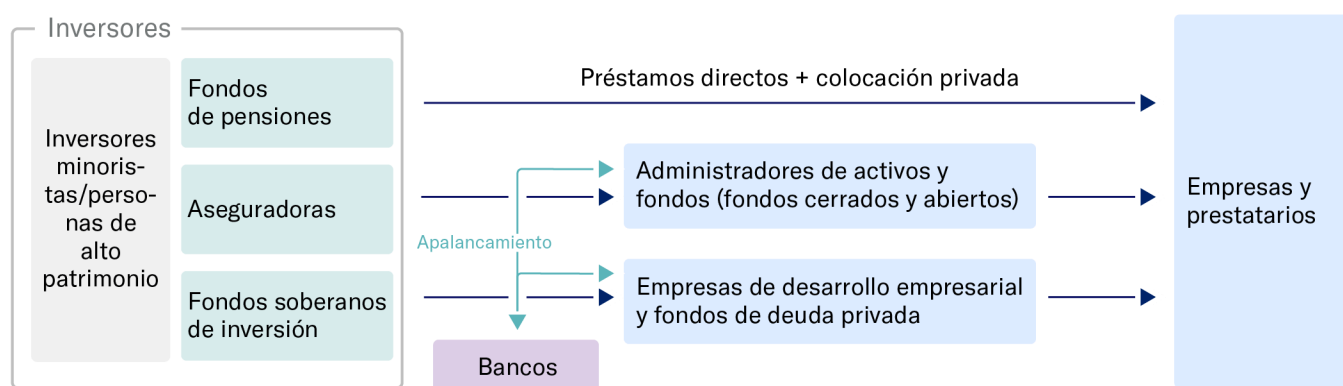 Inversores
Inversores
minoris-
tas/perso-
nas de
alto
patrimonio
Fondos
de pensiones
Aseguradoras
Fondos soberanos
de inversión
Préstamos directos + colocación privada
Apalancamiento
Administradores de activos y
fondos (fondos cerrados y abiertos)
Empresas de desarrollo empresarial
y fondos de deuda privada
Bancos
Empresas y
prestatarios